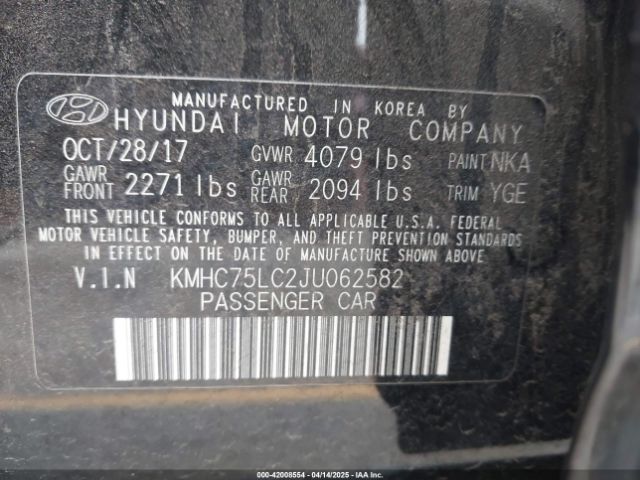 MANUFACTURED IN KOREA BY
HYUNDAI MOTOR COMPANY
OCT/28/17 GVWR 4079 lbs PAINT NKA
GAWR FRONT 2271 lbs GAWR REAR 2094 lbs TRIM YGE
THIS VEHICLE CONFORMS TO ALL APPLICABLE U.S.A. FEDERAL
MOTOR VEHICLE SAFETY, BUMPER, AND THEFT PREVENTION STANDARDS
IN EFFECT ON THE DATE OF MANUFACTURE SHOWN ABOVE.
V.I.N KMHC75LC2JU062582
PASSENGER CAR
000-42008554 - 04/14/2025 - IAAI.COM